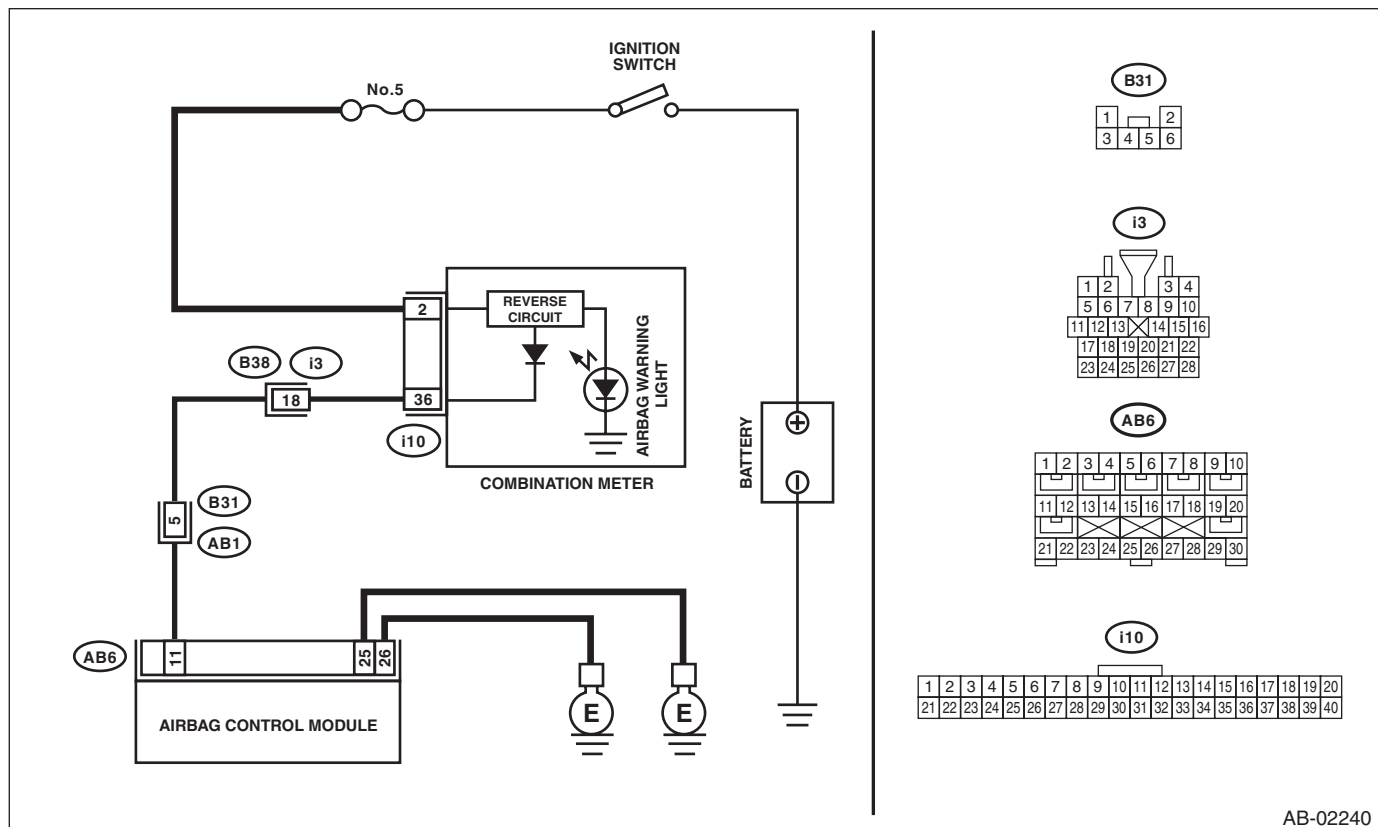 IGNITION
SWITCH
No.5
2
REVERSE
CIRCUIT
AIRBAG WARNING
LIGHT
B38 i3
18
36
i10
COMBINATION METER
BATTERY
5
B31
AB1
AB6
11
25
26
E E
AIRBAG CONTROL MODULE
B31
1 2
3 4 5 6
i3
1 2 3 4
5 6 7 8 9 10
11 12 13 14 15 16
17 18 19 20 21 22
23 24 25 26 27 28
AB6
1 2 3 4 5 6 7 8 9 10
11 12 13 14 15 16 17 18 19 20
21 22 23 24 25 26 27 28 29 30
i10
1 2 3 4 5 6 7 8 9 10 11 12 13 14 15 16 17 18 19 20
21 22 23 24 25 26 27 28 29 30 31 32 33 34 35 36 37 38 39 40
AB-02240